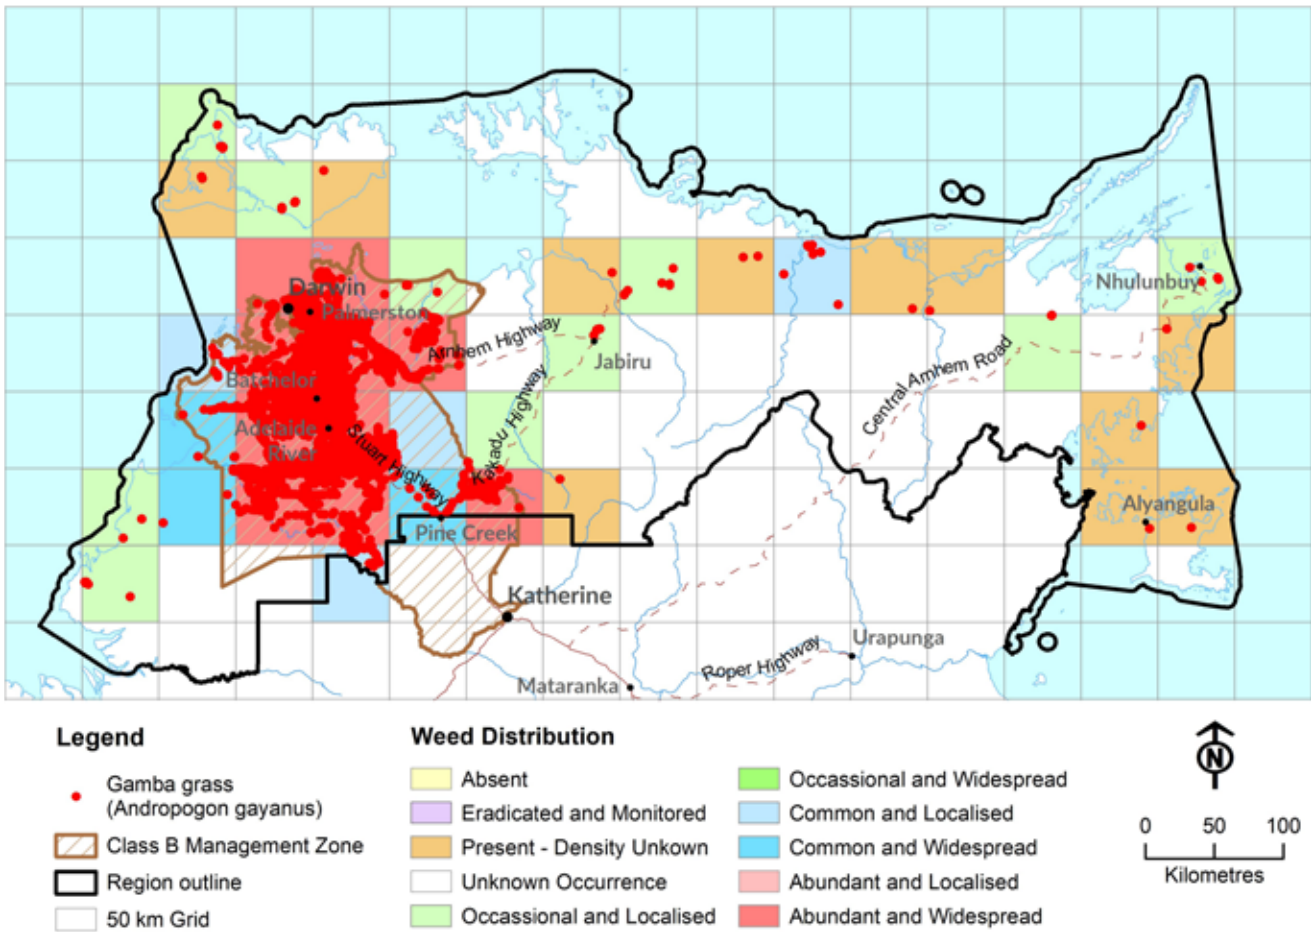 Darwin
Palmerston
Nhulunbuy
Arnhem Highway
Jabiru
Batchelor
Kakadu Highway
Central Arnhem Road
Adelaide
River
Stuart Highway
Alyangula
Pine Creek
Katherine
Urapunga
Roper Highway
Mataranka
Legend
Gamba grass
(Andropogon gayanus)
Class B Management Zone
Region outline
50 km Grid
Weed Distribution
Absent
Eradicated and Monitored
Present - Density Unkown
Unknown Occurrence
Occassional and Localised
Occassional and Widespread
Common and Localised
Common and Widespread
Abundant and Localised
Abundant and Widespread
N
0 50 100
Kilometres